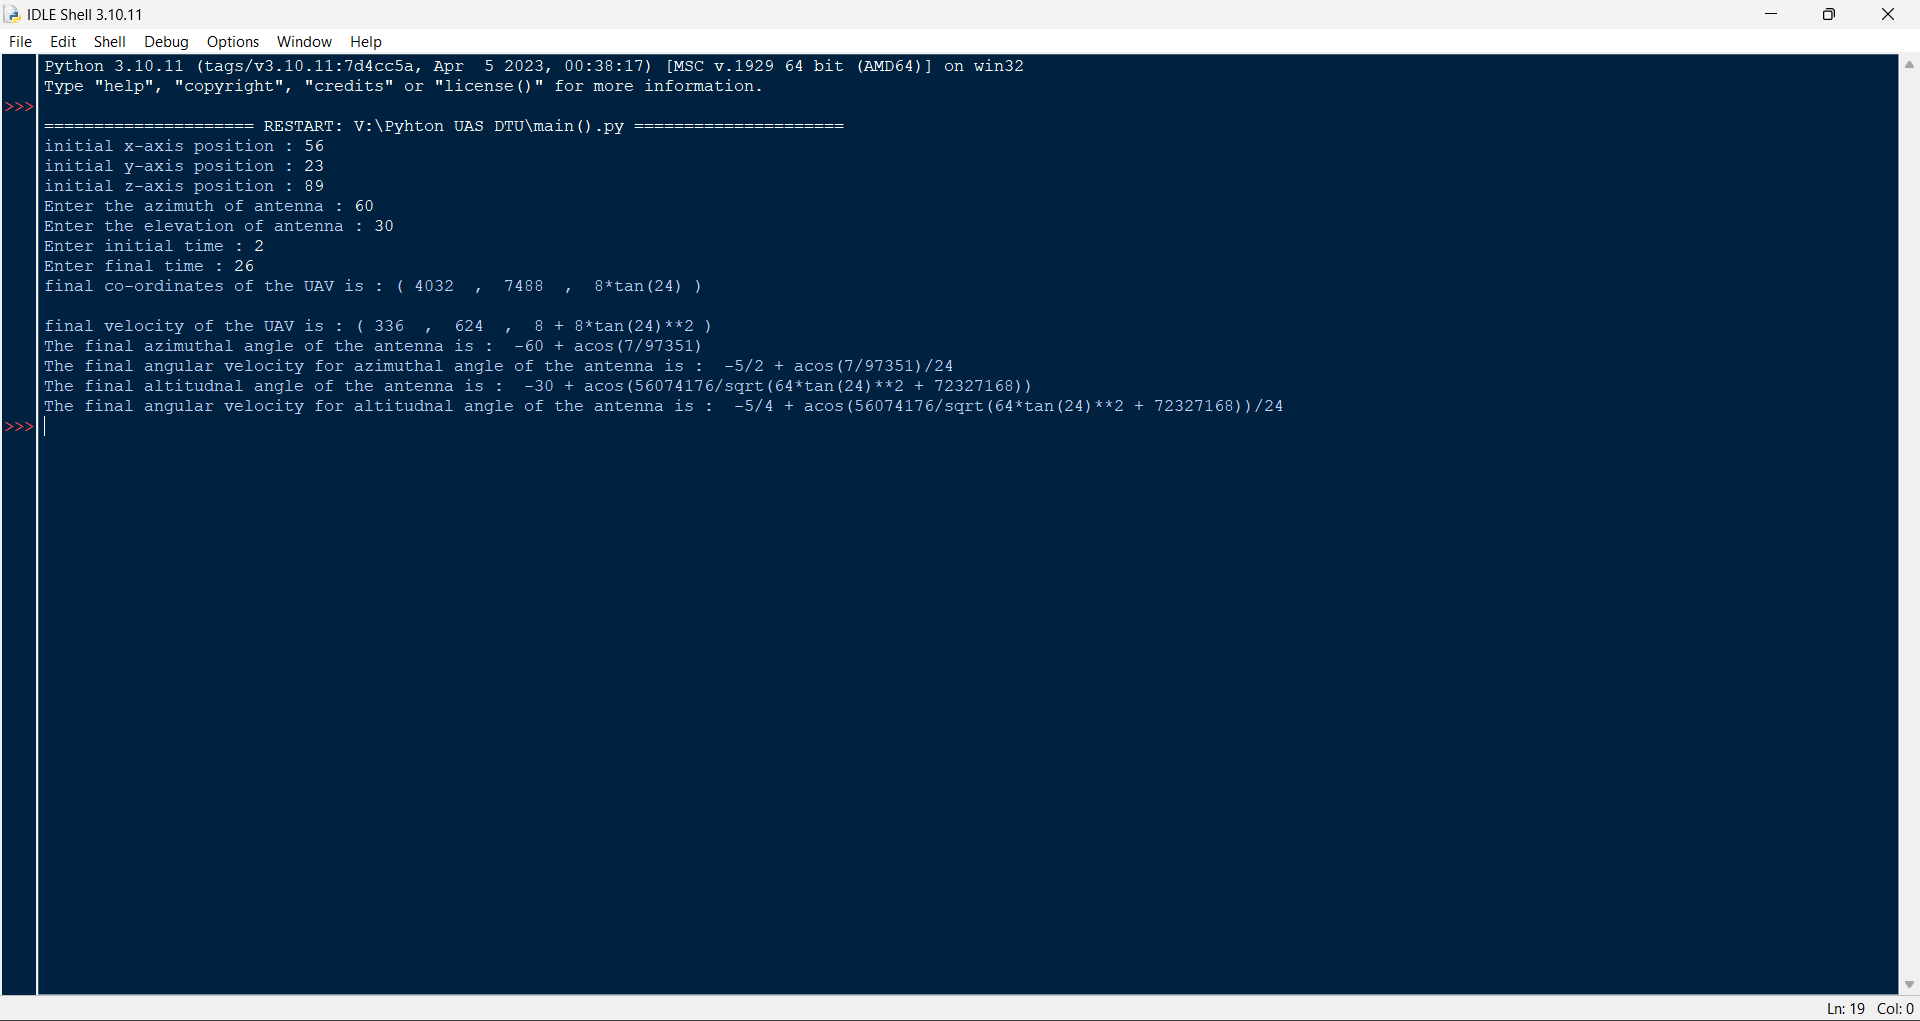 IDLE Shell 3.10.11
File Edit Shell Debug Options Window Help
Python 3.10.11 (tags/v3.10.11:7d4cc5a, Apr  5 2023, 00:38:17) [MSC v.1929 64 bit (AMD64)] on win32
Type "help", "copyright", "credits" or "license()" for more information.
>>>
===================== RESTART: V:\Pyhton UAS DTU\main().py =====================
initial x-axis position : 56
initial y-axis position : 23
initial z-axis position : 89
Enter the azimuth of antenna : 60
Enter the elevation of antenna : 30
Enter initial time : 2
Enter final time : 26
final co-ordinates of the UAV is : ( 4032  ,  7488  ,  8*tan(24) )
final velocity of the UAV is : ( 336  ,  624  ,  8 + 8*tan(24)**2 )
The final azimuthal angle of the antenna is :  -60 + acos(7/97351)
The final angular velocity for azimuthal angle of the antenna is :  -5/2 + acos(7/97351)/24
The final altitudnal angle of the antenna is :  -30 + acos(56074176/sqrt(64*tan(24)**2 + 72327168))
The final angular velocity for altitudnal angle of the antenna is :  -5/4 + acos(56074176/sqrt(64*tan(24)**2 + 72327168))/24
>>>
Ln: 19 Col: 0